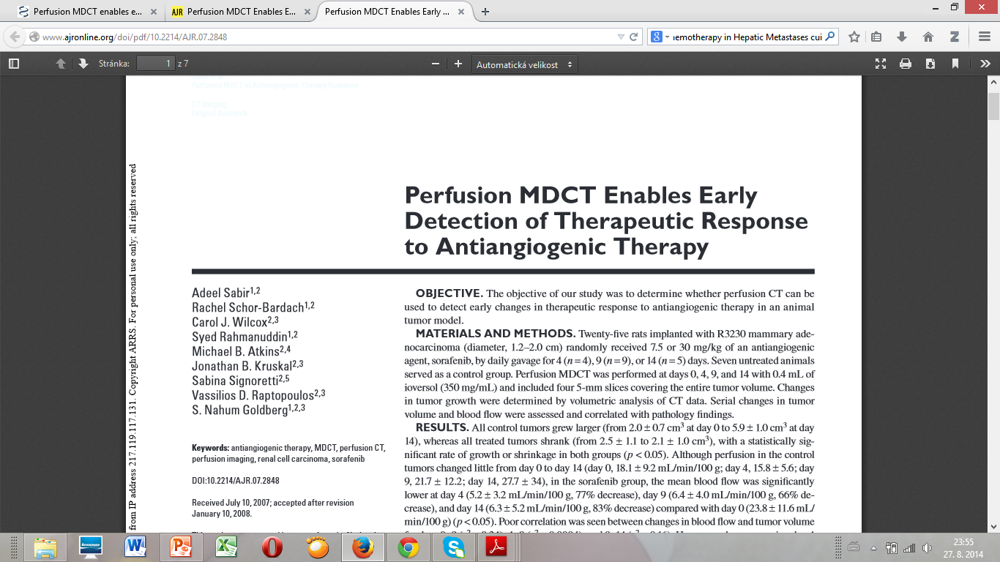 Perfusion MDCT enables e...
AJR Perfusion MDCT Enables E...
Perfusion MDCT Enables Early ...
www.ajronline.org/doi/pdf/10.2214/AJR.07.2848
emotherapy in Hepatic Metastases cui
Stránka: 1 z 7
Automatická velikost
Perfusion MDCT of Antiangiogenic Therapy Response
CT Imaging
Original Research
from IP address 217.119.117.131. Copyright ARRS. For personal use only; all rights reserved
Perfusion MDCT Enables Early
Detection of Therapeutic Response
to Antiangiogenic Therapy
Adeel Sabir1,2
Rachel Schor-Bardach1,2
Carol J. Wilcox2,3
Syed Rahmanuddin1,2
Michael B. Atkins2,4
Jonathan B. Kruskal2,3
Sabina Signoretti2,5
Vassilios D. Raptopoulos2,3
S. Nahum Goldberg1,2,3
Keywords: antiangiogenic therapy, MDCT, perfusion CT,
perfusion imaging, renal cell carcinoma, sorafenib
DOI:10.2214/AJR.07.2848
Received July 10, 2007; accepted after revision
January 10, 2008.
OBJECTIVE. The objective of our study was to determine whether perfusion CT can be
used to detect early changes in therapeutic response to antiangiogenic therapy in an animal
tumor model.
MATERIALS AND METHODS. Twenty-five rats implanted with R3230 mammary ade-
nocarcinoma (diameter, 1.2–2.0 cm) randomly received 7.5 or 30 mg/kg of an antiangiogenic
agent, sorafenib, by daily gavage for 4 (n = 4), 9 (n = 9), or 14 (n = 5) days. Seven untreated animals
served as a control group. Perfusion MDCT was performed at days 0, 4, 9, and 14 with 0.4 mL of
ioversol (350 mg/mL) and included four 5-mm slices covering the entire tumor volume. Changes
in tumor growth were determined by volumetric analysis of CT data. Serial changes in tumor
volume and blood flow were assessed and correlated with pathology findings.
RESULTS. All control tumors grew larger (from 2.0 ± 0.7 cm3 at day 0 to 5.9 ± 1.0 cm3 at day
14), whereas all treated tumors shrank (from 2.5 ± 1.1 to 2.1 ± 1.0 cm3), with a statistically sig-
nificant rate of growth or shrinkage in both groups (p < 0.05). Although perfusion in the control
tumors changed little from day 0 to day 14 (day 0, 18.1 ± 9.2 mL/min/100 g; day 4, 15.8 ± 5.6; day
9, 21.7 ± 12.2; day 14, 27.7 ± 34), in the sorafenib group, the mean blood flow was significantly
lower at day 4 (5.2 ± 3.2 mL/min/100 g, 77% decrease), day 9 (6.4 ± 4.0 mL/min/100 g, 66% de-
crease), and day 14 (6.3 ± 5.2 mL/min/100 g, 83% decrease) compared with day 0 (23.8 ± 11.6 mL/
min/100 g) (p < 0.05). Poor correlation was seen between changes in blood flow and tumor volume
lenovo
23:55
27. 8. 2014